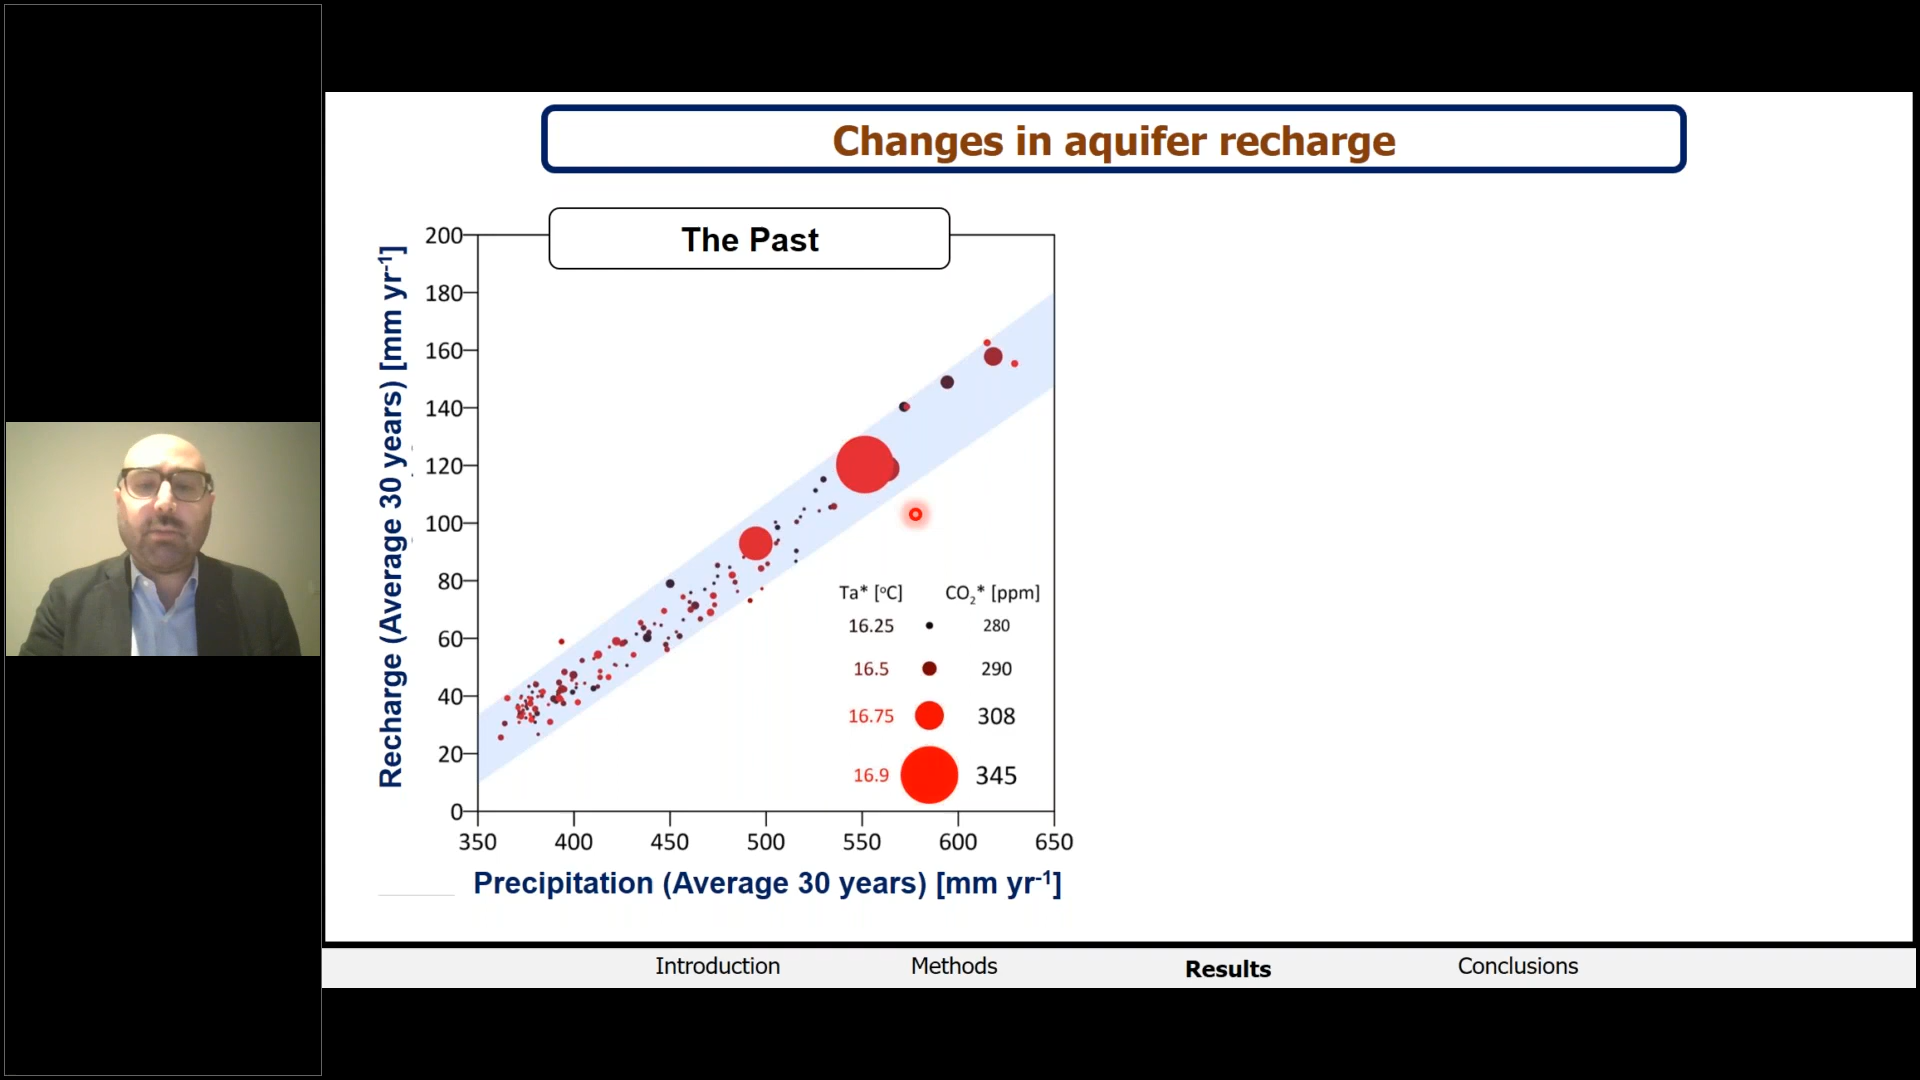 Changes in aquifer recharge
The Past
Recharge (Average 30 years) [mm yr⁻¹]
200
180
160
140
120
100
80
60
40
20
0
350 400 450 500 550 600 650
Precipitation (Average 30 years) [mm yr⁻¹]
Ta* [ºC] CO₂* [ppm]
16.25 280
16.5 290
16.75 308
16.9 345
Introduction Methods Results Conclusions